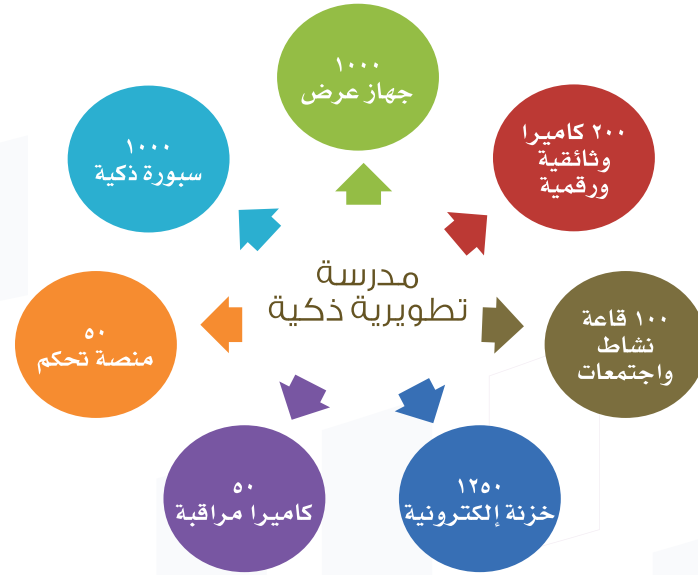 ١٠٠٠
جهاز عرض
٢٠٠ كاميرا
وثائقية
ورقمية
١٠٠٠
سبورة ذكية
مدرسة
تطويرية ذكية
١٠٠ قاعة
نشاط
واجتمعات
٥٠
منصة تحكم
١٢٥٠
خزنة إلكترونية
٥٠
كاميرا مراقبة